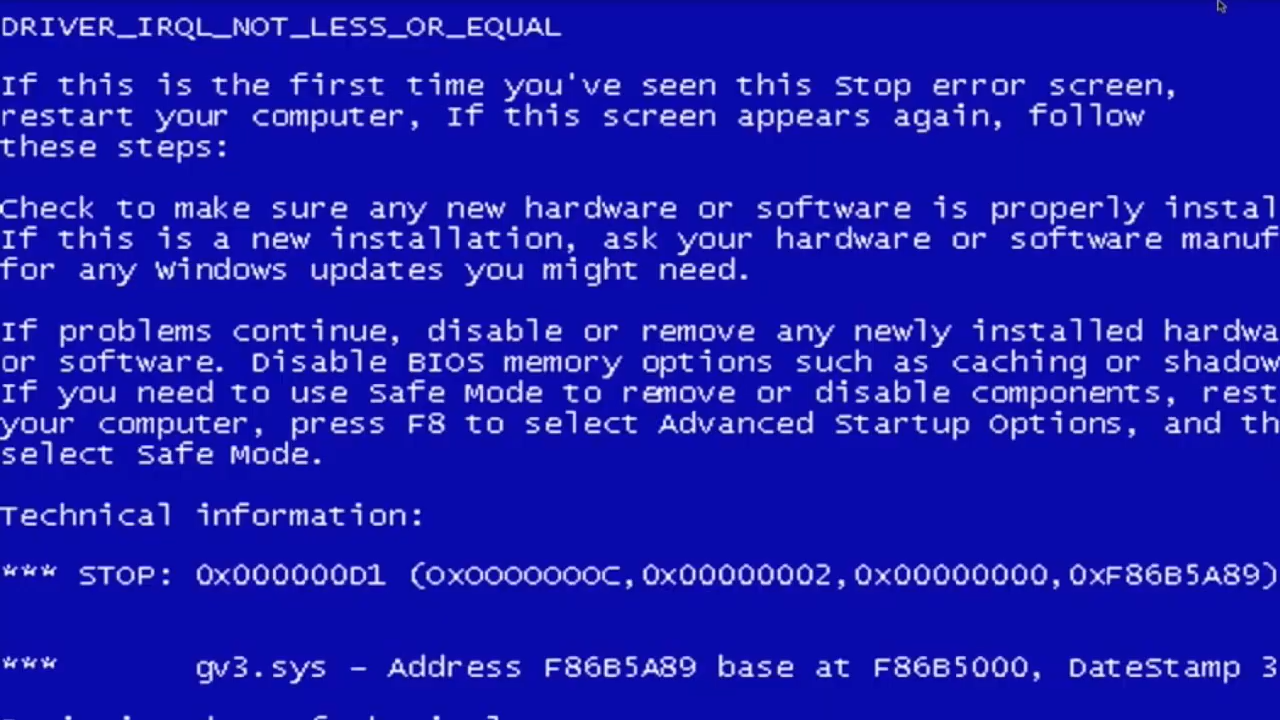 DRIVER_IRQL_NOT_LESS_OR_EQUAL
If this is the first time you've seen this Stop error screen,
restart your computer, If this screen appears again, follow
these steps:
Check to make sure any new hardware or software is properly instal
If this is a new installation, ask your hardware or software manuf
for any Windows updates you might need.
If problems continue, disable or remove any newly installed hardwa
or software. Disable BIOS memory options such as caching or shadow
If you need to use Safe Mode to remove or disable components, rest
your computer, press F8 to select Advanced Startup Options, and th
select Safe Mode.
Technical information:
*** STOP: 0x000000D1 (0x0000000C,0x00000002,0x00000000,0xF86B5A89)
*** gv3.sys – Address F86B5A89 base at F86B5000, DateStamp 3